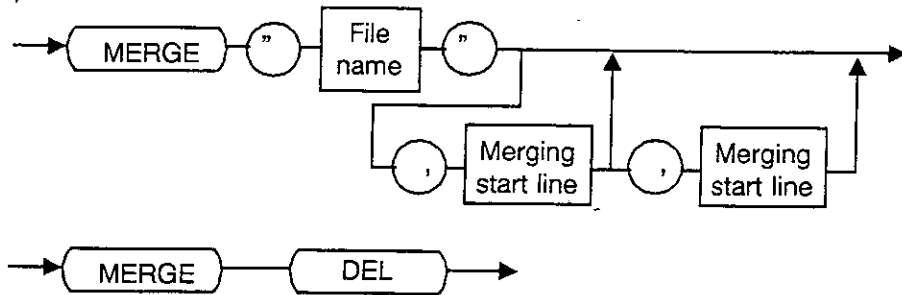 MERGE " File name " 
, Merging start line , Merging start line
MERGE DEL